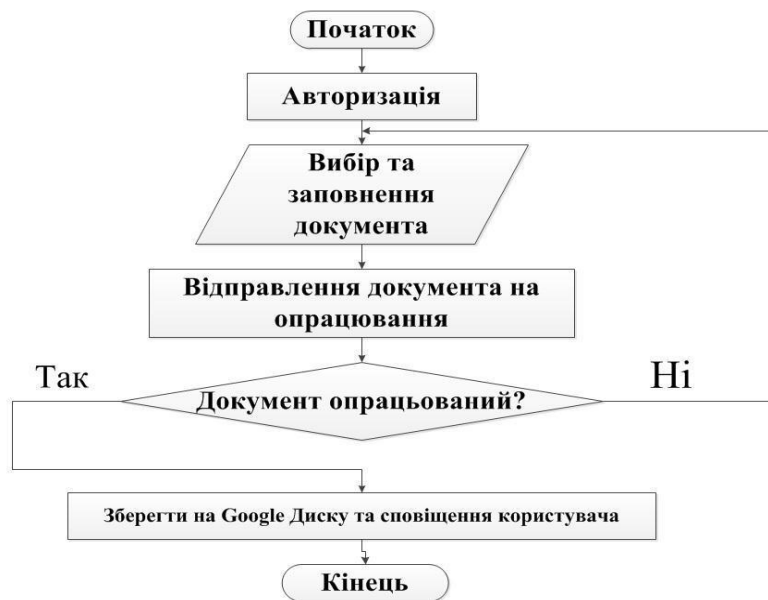 Початок
Авторизація
Вибір та
заповнення
документа
Відправлення документа на
опрацювання
Так
Ні
Документ опрацьований?
Зберегти на Google Диску та сповіщення користувача
Кінець